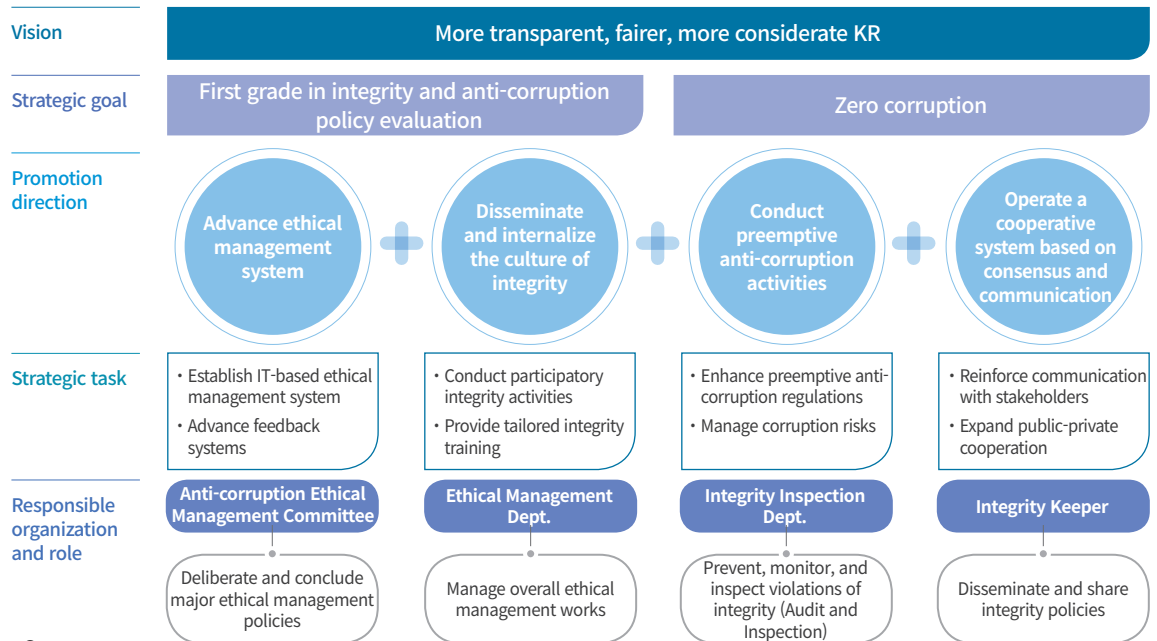 Vision
More transparent, fairer, more considerate KR
Strategic goal
First grade in integrity and anti-corruption
policy evaluation
Zero corruption
Promotion
direction
Advance ethical
management
system
Disseminate
and internalize
the culture of
integrity
Conduct
preemptive
anti-corruption
activities
Operate a
cooperative
system based on
consensus and
communication
Strategic task
· Establish IT-based ethical
management system
· Advance feedback
systems
· Conduct participatory
integrity activities
· Provide tailored integrity
training
· Enhance preemptive anti-
corruption regulations
· Manage corruption risks
· Reinforce communication
with stakeholders
· Expand public-private
cooperation
Responsible
organization
and role
Anti-corruption Ethical
Management Committee
Ethical Management
Dept.
Integrity Inspection
Dept.
Integrity Keeper
Deliberate and conclude
major ethical management
policies
Manage overall ethical
management works
Prevent, monitor, and
inspect violations of
integrity (Audit and
Inspection)
Disseminate and share
integrity policies